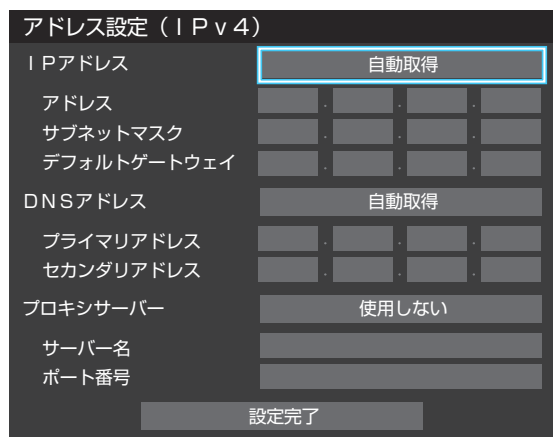 アドレス設定（ＩＰｖ４）
ＩＰアドレス
自動取得
アドレス
. . .
サブネットマスク
. . .
デフォルトゲートウェイ
. . .
ＤＮＳアドレス
自動取得
プライマリアドレス
. . .
セカンダリアドレス
. . .
プロキシサーバー
使用しない
サーバー名
ポート番号
設定完了